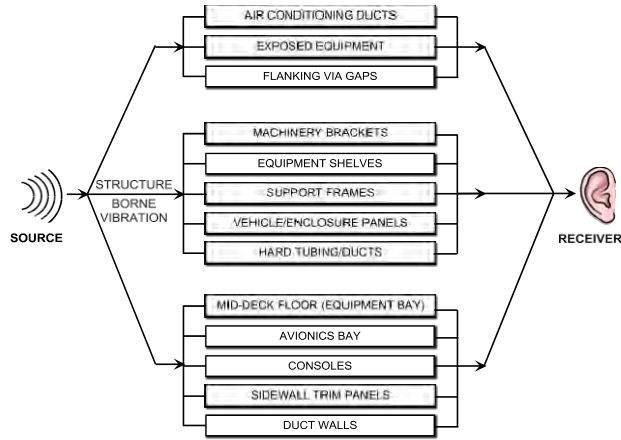 AIR CONDITIONING DUCTS
EXPOSED EQUIPMENT
FLANKING VIA GAPS
MACHINERY BRACKETS
STRUCTURE
BORNE
VIBRATION
EQUIPMENT SHELVES
SUPPORT FRAMES
VEHICLE/ENCLOSURE PANELS
HARD TUBING/DUCTS
SOURCE
RECEIVER
MID-DECK FLOOR (EQUIPMENT BAY)
AVIONICS BAY
CONSOLES
SIDEWALL TRIM PANELS
DUCT WALLS